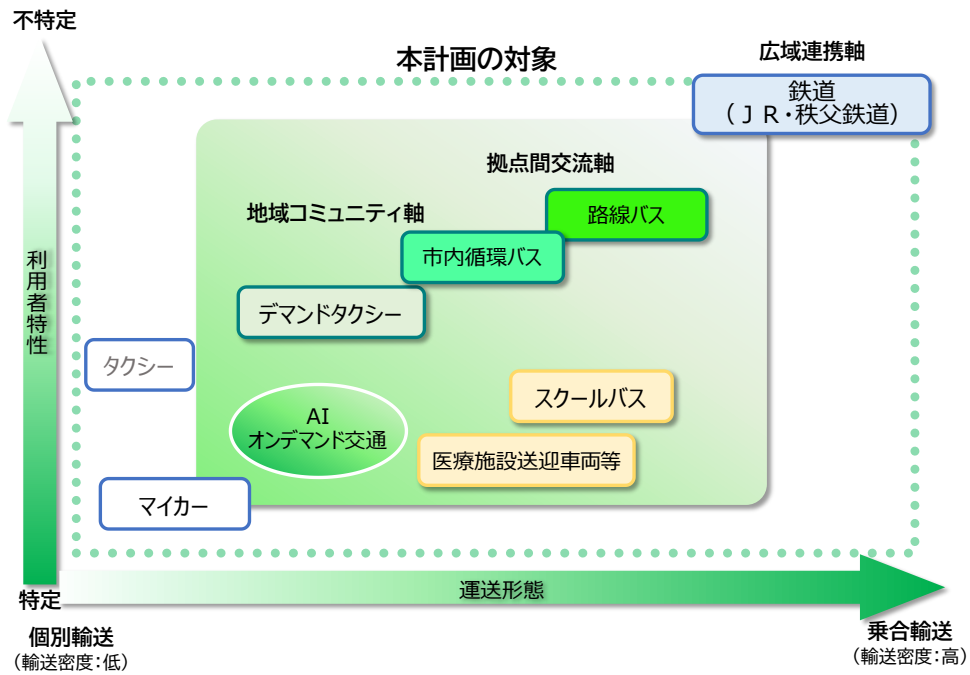 不特定
本計画の対象
広域連携軸
鉄道
（ＪＲ・秩父鉄道）
拠点間交流軸
路線バス
地域コミュニティ軸
市内循環バス
利用者特性
デマンドタクシー
タクシー
スクールバス
AI
オンデマンド交通
医療施設送迎車両等
マイカー
運送形態
特定
個別輸送
（輸送密度：低）
乗合輸送
（輸送密度：高）